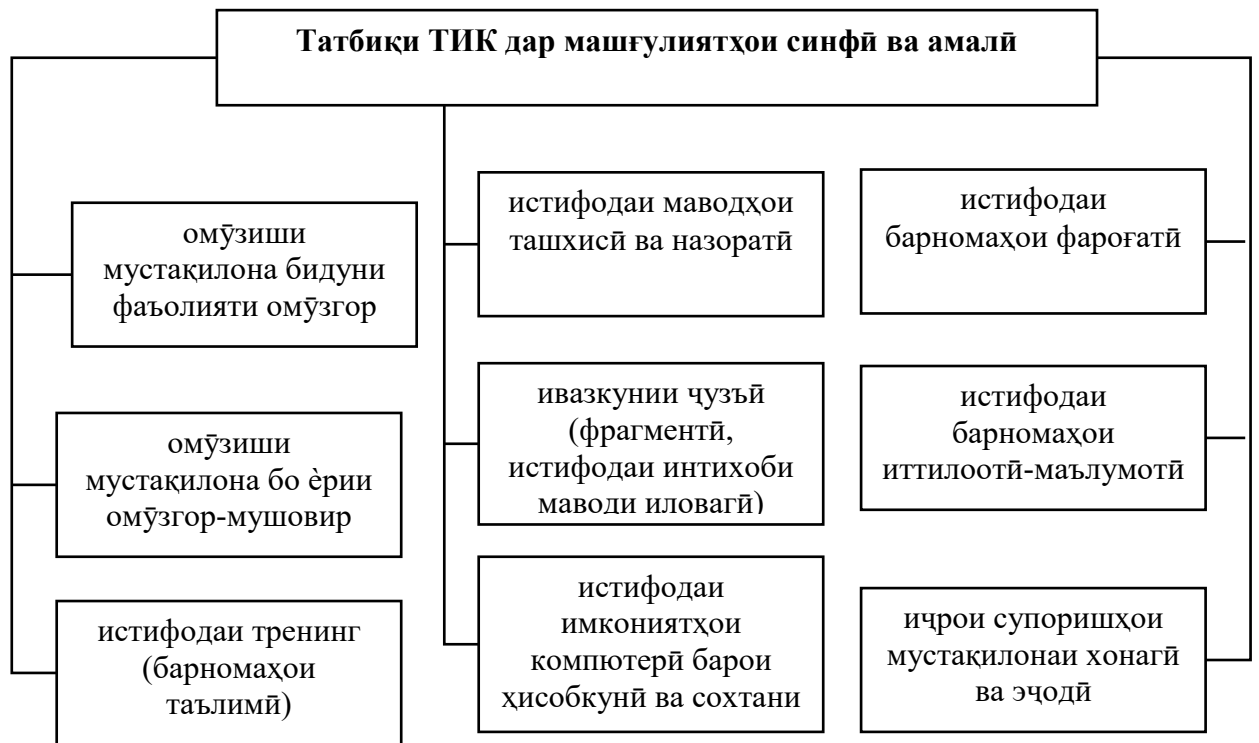 Татбиқи ТИК дар машғулиятҳои синфӣ ва амалӣ
омӯзиши
мустақилона бидуни
фаъолияти омӯзгор
омӯзиши
мустақилона бо ѐрии
омӯзгор-мушовир
истифодаи тренинг
(барномаҳои
таълимӣ)
истифодаи маводҳои
ташхисӣ ва назоратӣ
ивазкунии ҷузъӣ
(фрагментӣ,
истифодаи интихоби
маводи иловагӣ)
истифодаи
имкониятҳои
компютерӣ барои
ҳисобкунӣ ва сохтани
истифодаи
барномаҳои фароғатӣ
истифодаи
барномаҳои
иттилоотӣ-маълумотӣ
иҷрои супоришҳои
мустақилонаи хонагӣ
ва эҷодӣ